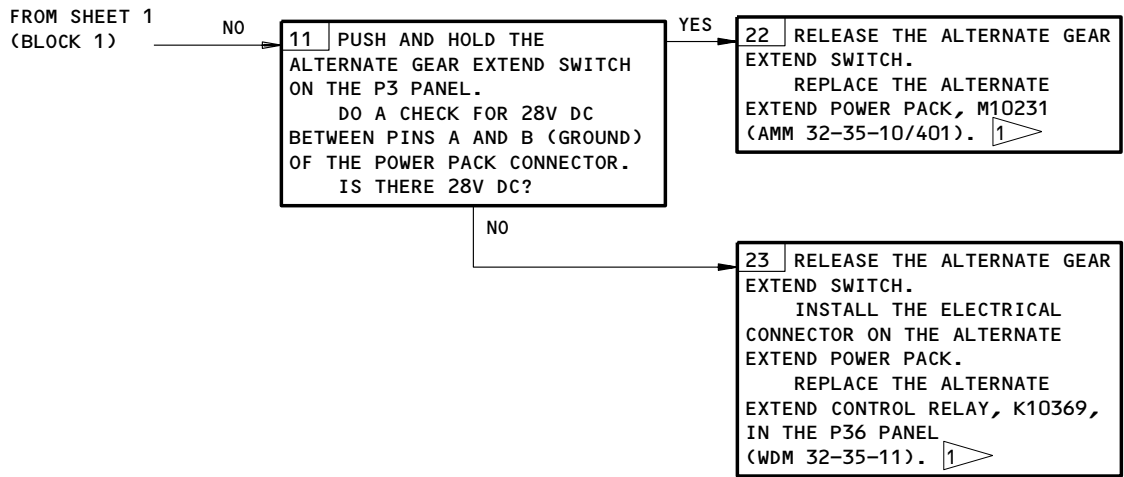 FROM SHEET 1
(BLOCK 1)
NO
11 PUSH AND HOLD THE
ALTERNATE GEAR EXTEND SWITCH
ON THE P3 PANEL.
DO A CHECK FOR 28V DC
BETWEEN PINS A AND B (GROUND)
OF THE POWER PACK CONNECTOR.
IS THERE 28V DC?
YES
22 RELEASE THE ALTERNATE GEAR
EXTEND SWITCH.
REPLACE THE ALTERNATE
EXTEND POWER PACK, M10231
(AMM 32-35-10/401). 1
NO
23 RELEASE THE ALTERNATE GEAR
EXTEND SWITCH.
INSTALL THE ELECTRICAL
CONNECTOR ON THE ALTERNATE
EXTEND POWER PACK.
REPLACE THE ALTERNATE
EXTEND CONTROL RELAY, K10369,
IN THE P36 PANEL
(WDM 32-35-11). 1